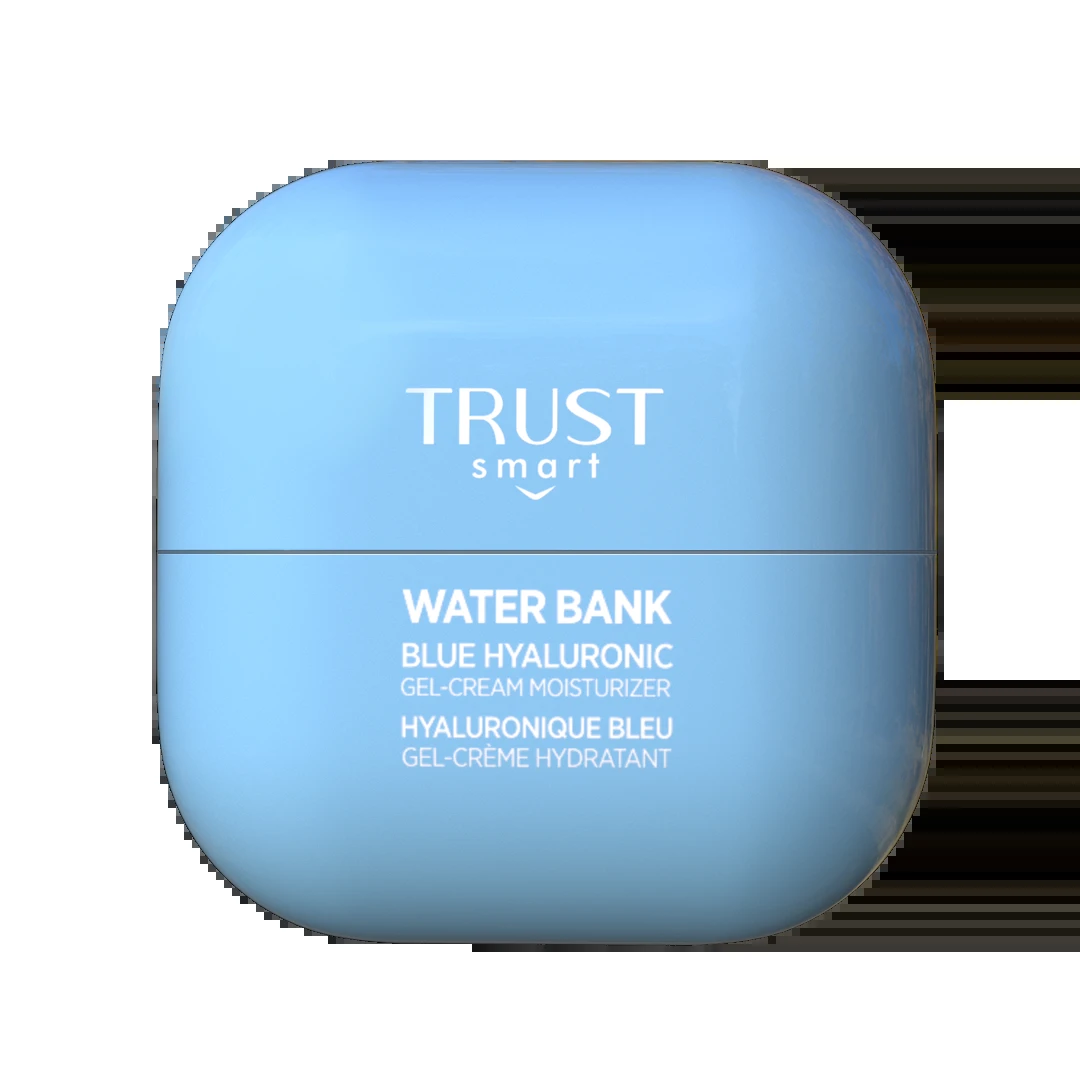 TRUST
smart
WATER BANK
BLUE HYALURONIC
GEL-CREAM MOISTURIZER
HYALURONIQUE BLEU
GEL-CRÈME HYDRATANT